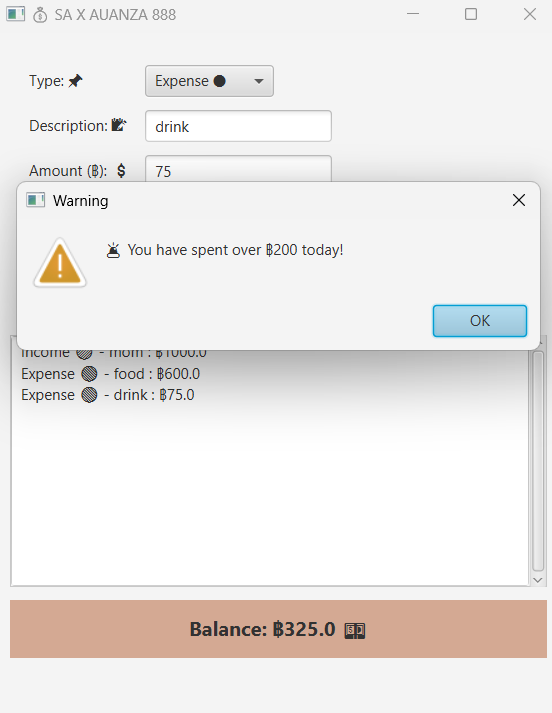 SA X AUANZA 888
Type:
Expense
Description:
drink
Amount (฿):
75
Warning
You have spent over ฿200 today!
OK
Income - mom : ฿1000.0
Expense - food : ฿600.0
Expense - drink : ฿75.0
Balance: ฿325.0